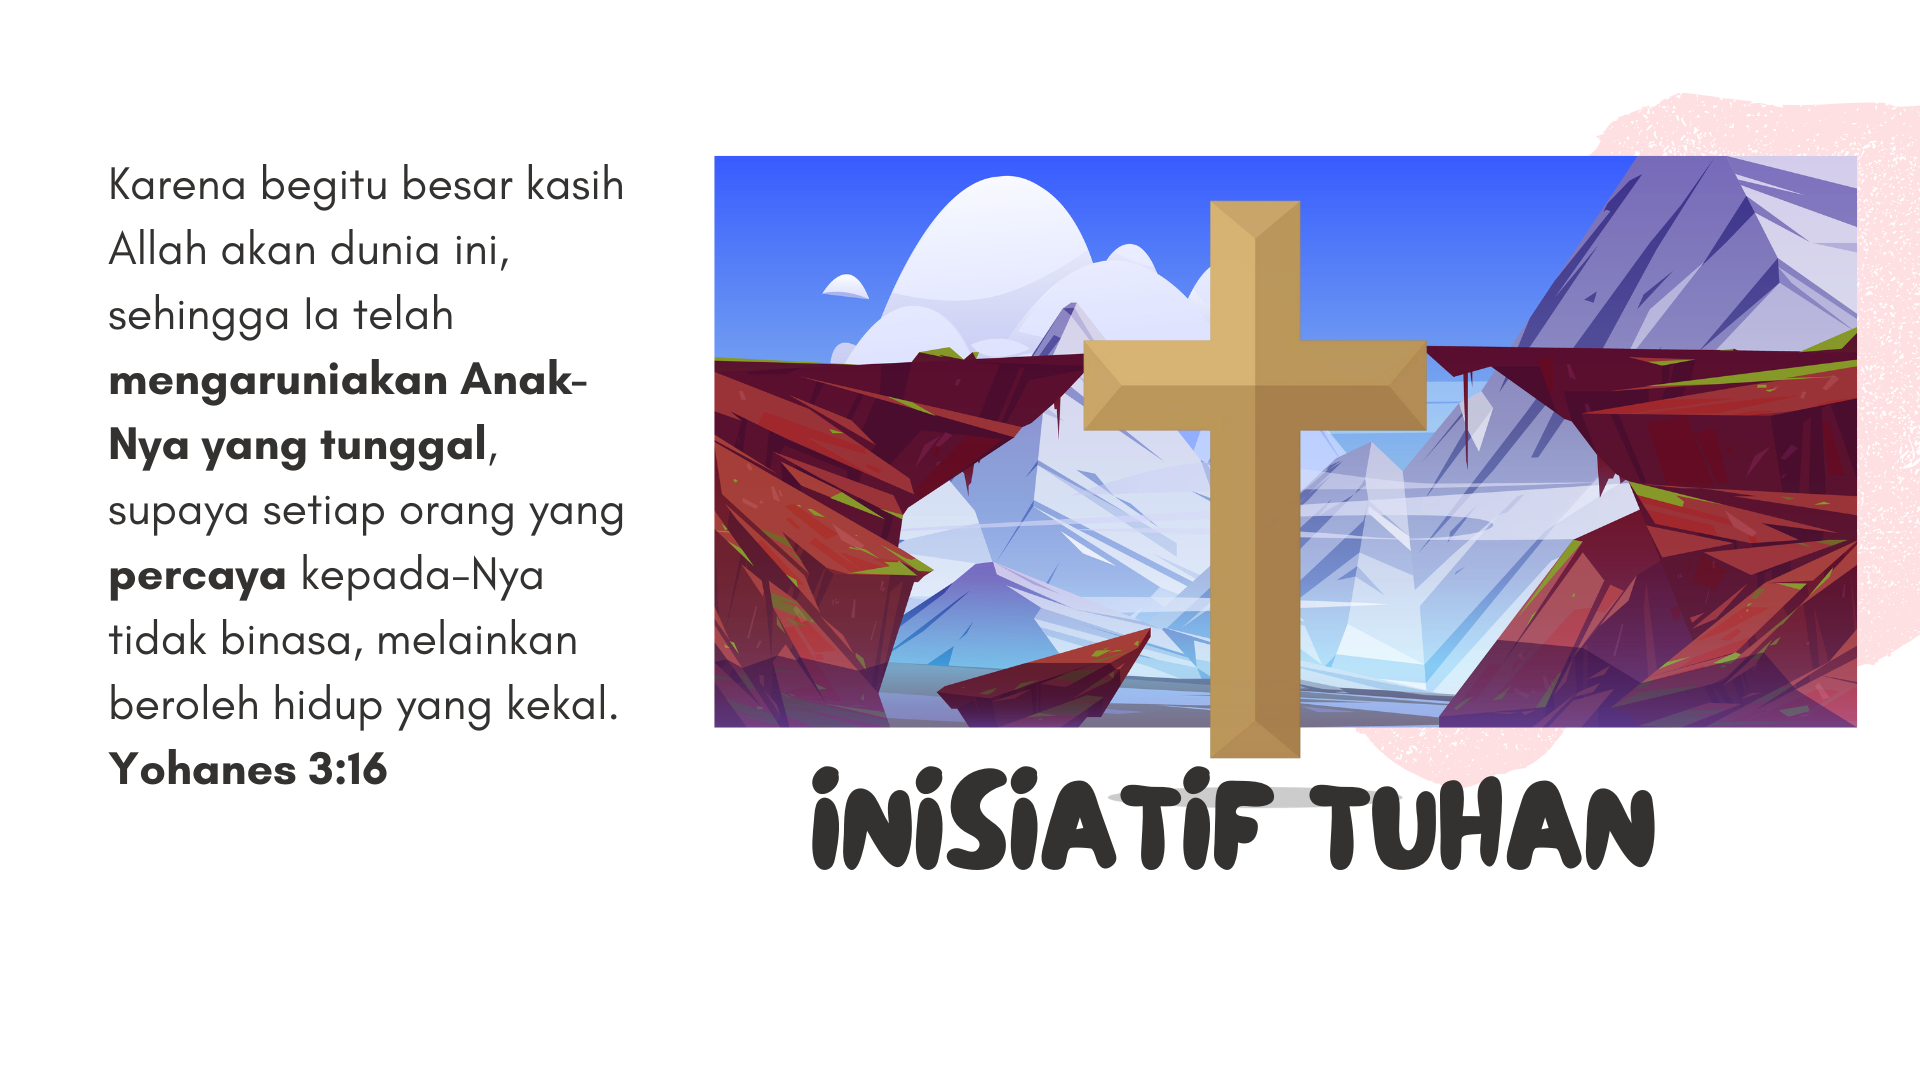 Karena begitu besar kasih
Allah akan dunia ini,
sehingga Ia telah
mengaruniakan Anak-
Nya yang tunggal,
supaya setiap orang yang
percaya kepada-Nya
tidak binasa, melainkan
beroleh hidup yang kekal.
Yohanes 3:16
iNiSiATiF TUHAN